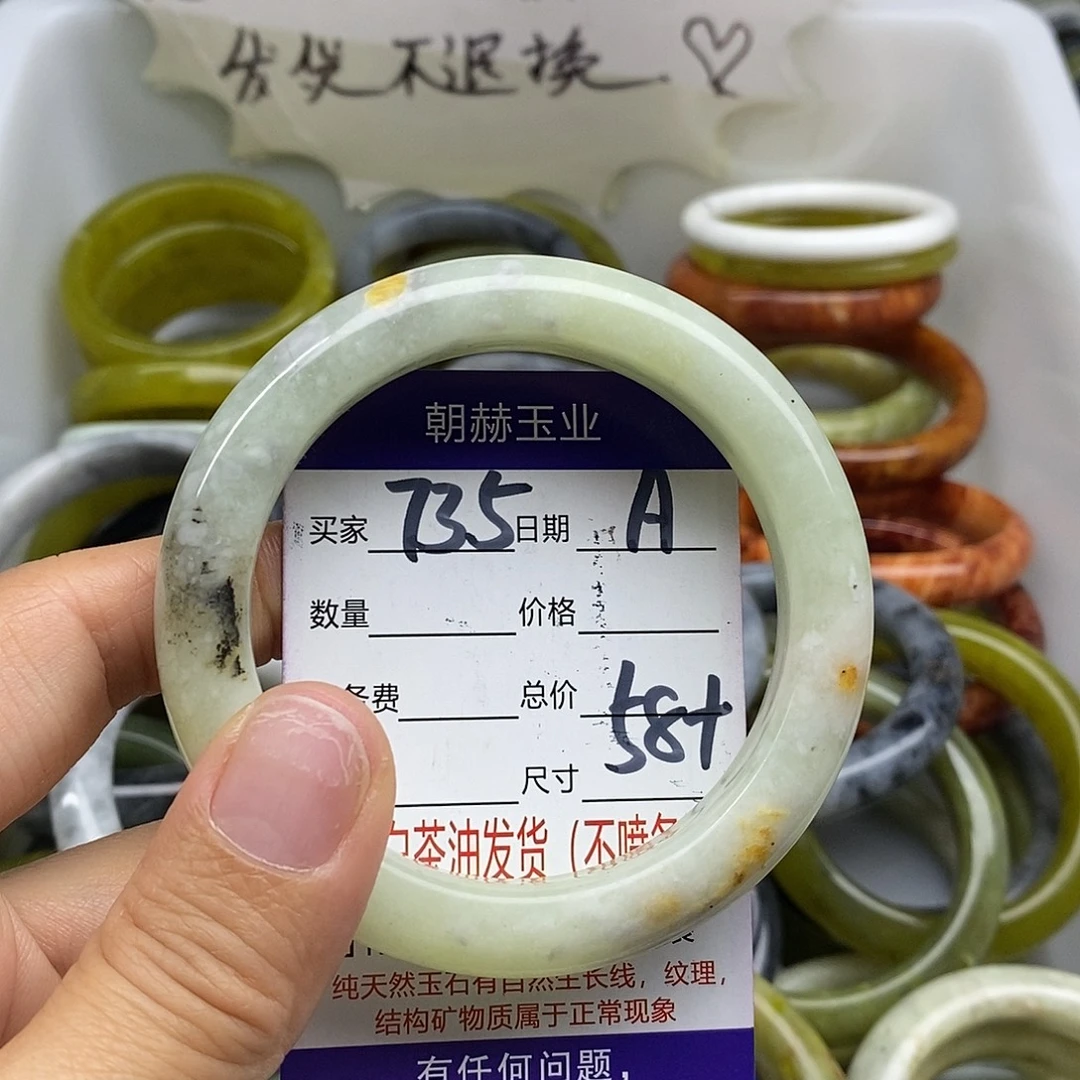 发货不退换.
朝赫玉业
买家 735 日期 A
数量 价格
务费 总价 58+
尺寸
茶油发货(不喷
纯天然玉石有自然生长线,纹理,
结构矿物质属于正常现象
有任何问题,